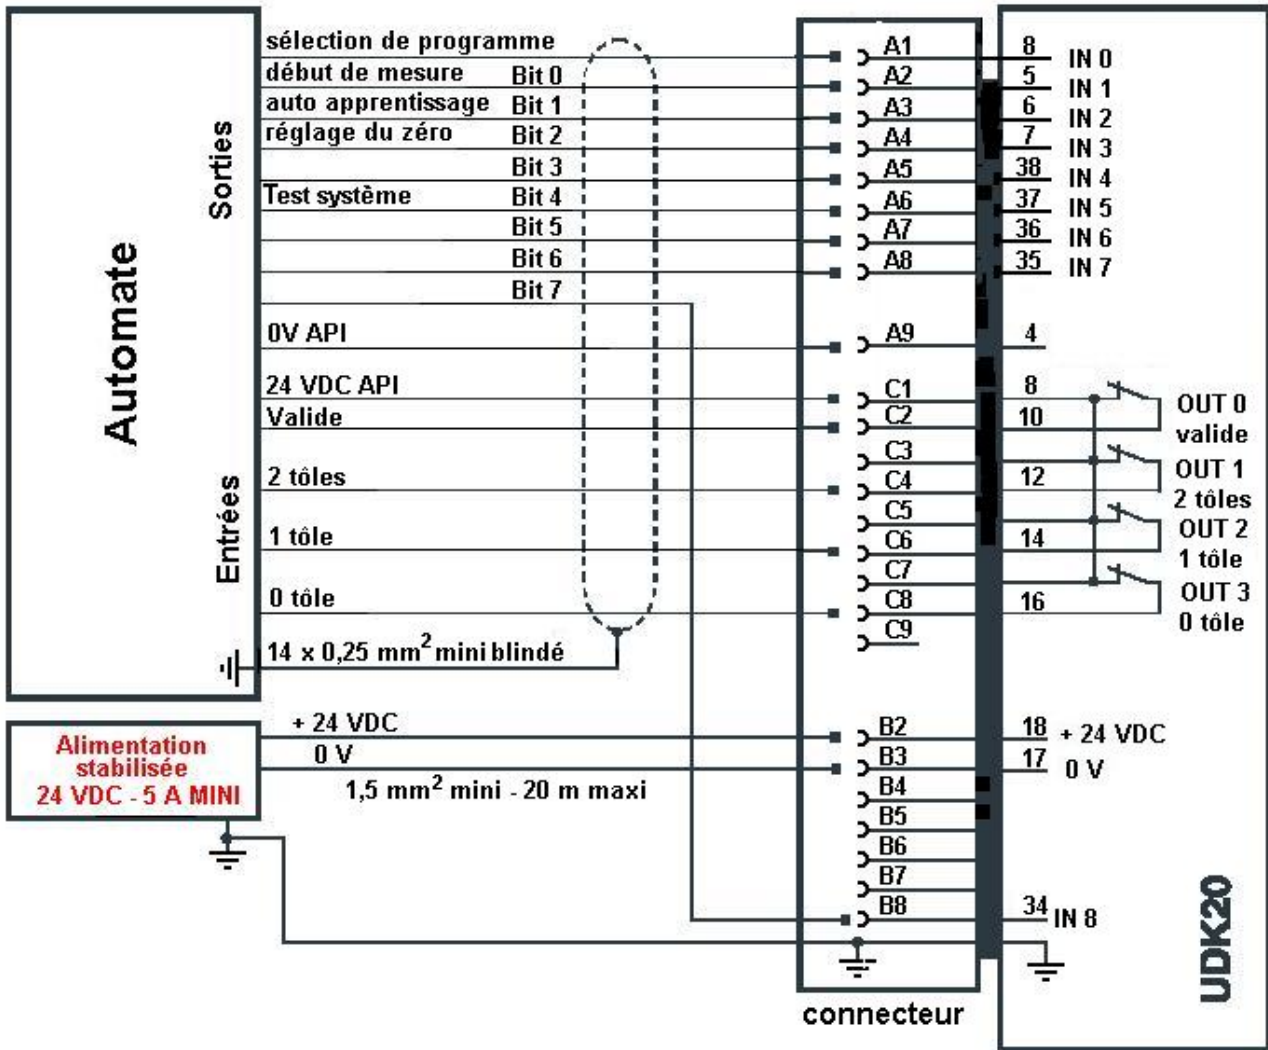 sélection de programme
début de mesure Bit 0
auto apprentissage Bit 1
réglage du zéro Bit 2
Bit 3
Test système Bit 4
Bit 5
Bit 6
Bit 7
0V API
24 VDC API
Valide
2 tôles
1 tôle
0 tôle
14 x 0,25 mm² mini blindé
Automate
Sorties
Entrées
Alimentation
stabilisée
24 VDC - 5 A MINI
+ 24 VDC
0 V
1,5 mm² mini - 20 m maxi
A1
A2
A3
A4
A5
A6
A7
A8
A9
C1
C2
C3
C4
C5
C6
C7
C8
C9
B2
B3
B4
B5
B6
B7
B8
connecteur
8 IN 0
5 IN 1
6 IN 2
7 IN 3
38 IN 4
37 IN 5
36 IN 6
35 IN 7
4
8
OUT 0
10
valide
12
OUT 1
2 tôles
14
OUT 2
1 tôle
16
OUT 3
0 tôle
18 + 24 VDC
17 0 V
34 IN 8
UDK20